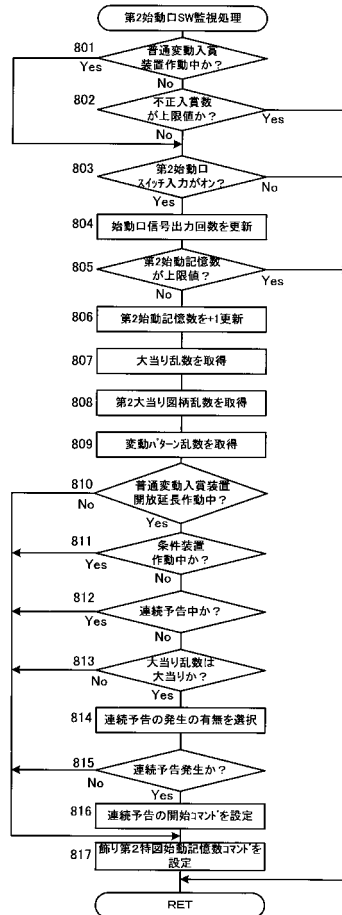 第2始動口SW監視処理
801
普通変動入賞
装置作動中か？
Yes
No
802
不正入賞数
が上限値か？
Yes
No
803
第2始動口
スイッチ入力がオン？
No
Yes
804
始動口信号出力回数を更新
805
第2始動記憶数
が上限値？
Yes
No
806
第2始動記憶数を+1更新
807
大当り乱数を取得
808
第2大当り図柄乱数を取得
809
変動パターン乱数を取得
810
普通変動入賞装置
開放延長作動中？
No
Yes
811
条件装置
作動中か？
Yes
No
812
連続予告中か？
Yes
No
813
大当り乱数は
大当りか？
No
Yes
814
連続予告の発生の有無を選択
815
連続予告発生か？
No
Yes
816
連続予告の開始コマンドを設定
817
飾り第２特図始動記憶数コマンドを
設定
RET